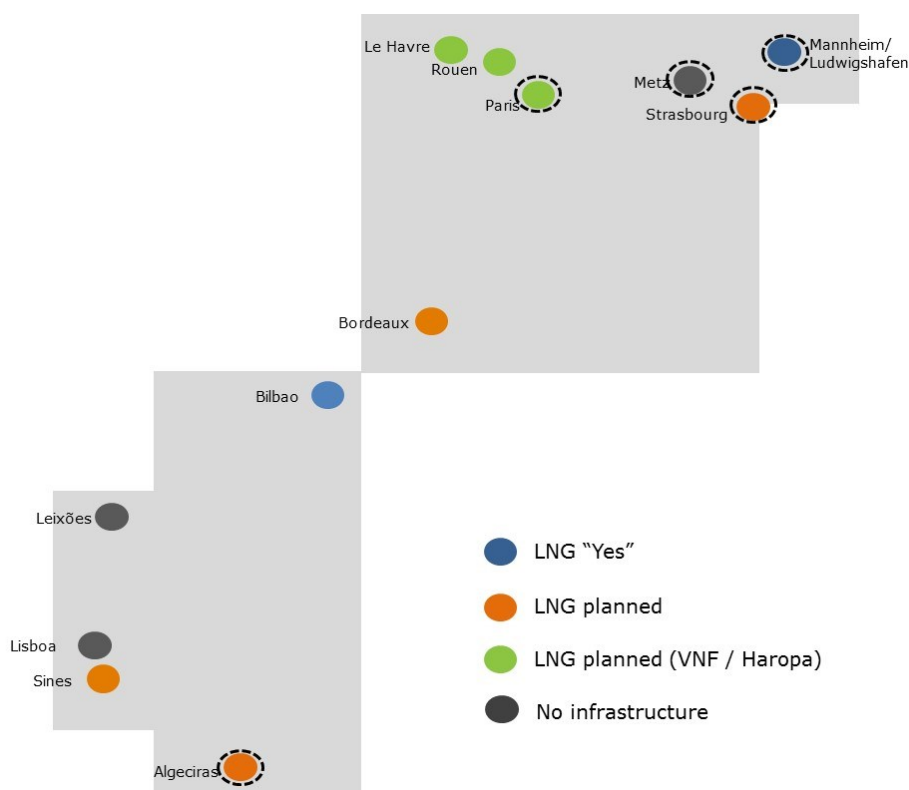 Le Havre
Rouen
Paris
Metz
Mannheim/
Ludwigshafen
Strasbourg
Bordeaux
Bilbao
Leixões
Lisboa
Sines
Algeciras
LNG “Yes”
LNG planned
LNG planned (VNF / Haropa)
No infrastructure